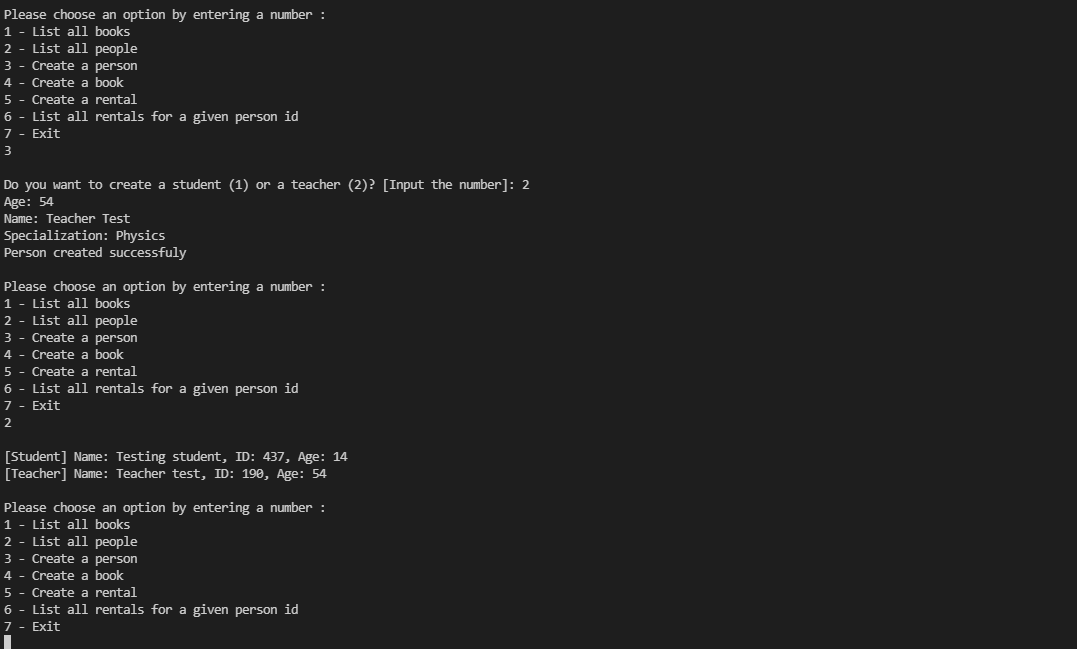 Please choose an option by entering a number :
1 - List all books
2 - List all people
3 - Create a person
4 - Create a book
5 - Create a rental
6 - List all rentals for a given person id
7 - Exit
3
Do you want to create a student (1) or a teacher (2)? [Input the number]: 2
Age: 54
Name: Teacher Test
Specialization: Physics
Person created successfuly
Please choose an option by entering a number :
1 - List all books
2 - List all people
3 - Create a person
4 - Create a book
5 - Create a rental
6 - List all rentals for a given person id
7 - Exit
2
[Student] Name: Testing student, ID: 437, Age: 14
[Teacher] Name: Teacher test, ID: 190, Age: 54
Please choose an option by entering a number :
1 - List all books
2 - List all people
3 - Create a person
4 - Create a book
5 - Create a rental
6 - List all rentals for a given person id
7 - Exit